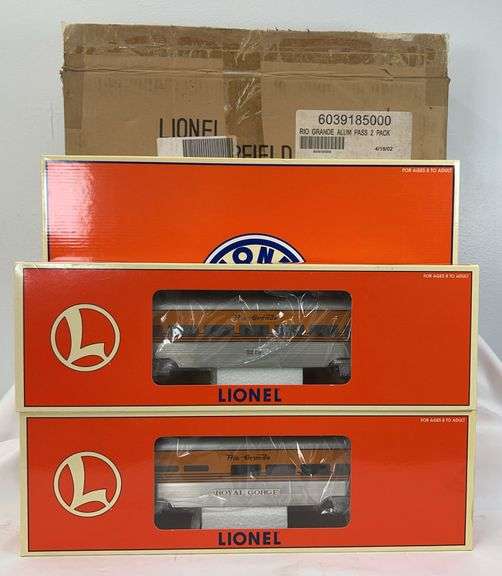 6039185000
RIO GRANDE ALUM PASS 2 PACK
4/18/02
LIONEL
FOR AGES 8 TO ADULT
LIONEL
FOR AGES 8 TO ADULT
L
Rio Grande
LIONEL
FOR AGES 8 TO ADULT
L
Rio Grande
ROYAL GORGE
LIONEL